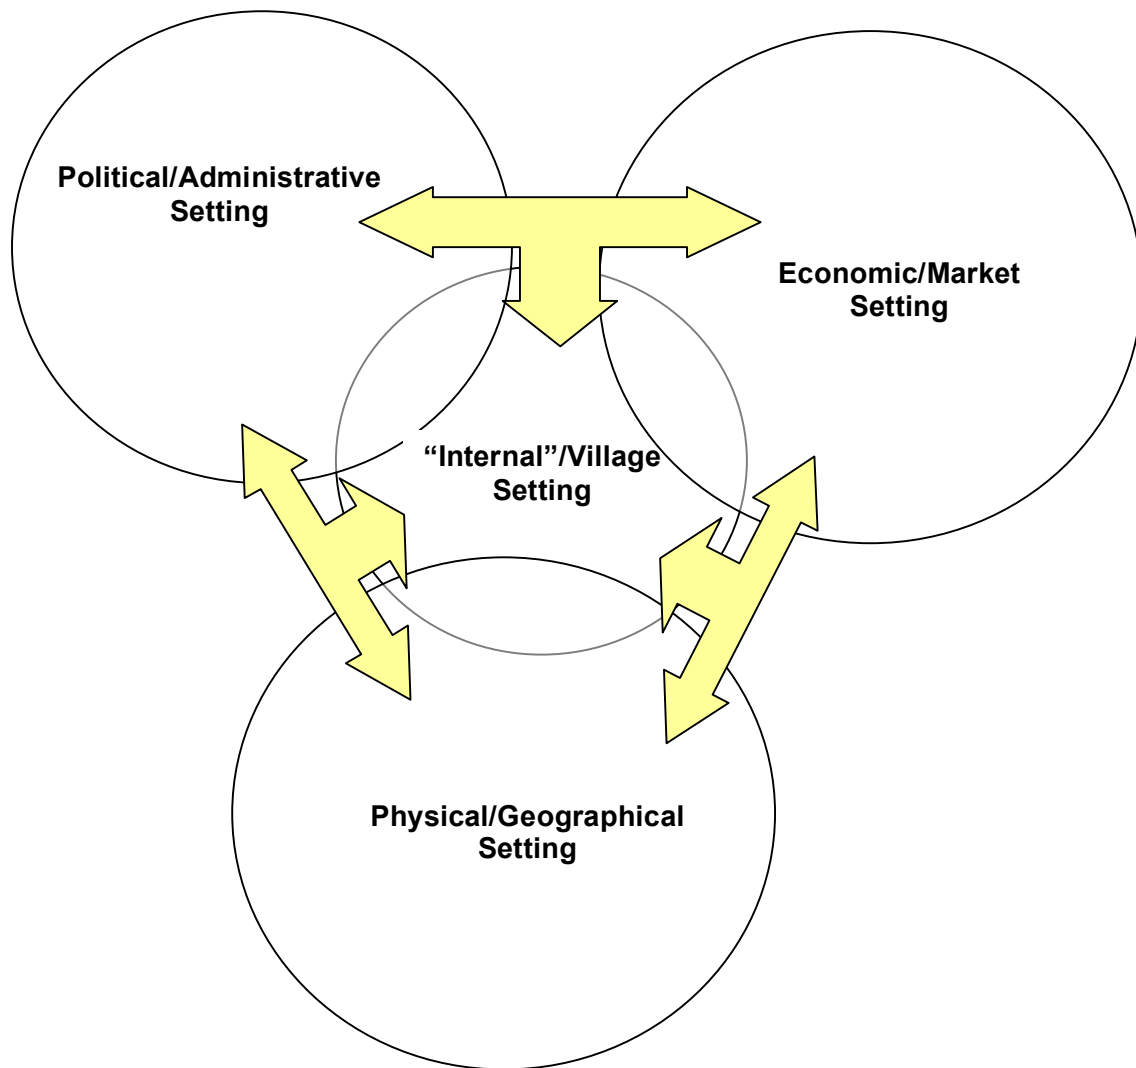 Political/Administrative
Setting
Economic/Market
Setting
“Internal”/Village
Setting
Physical/Geographical
Setting